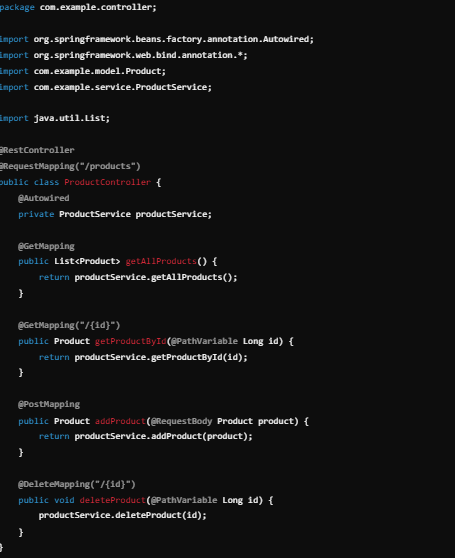 package com.example.controller;
import org.springframework.beans.factory.annotation.Autowired;
import org.springframework.web.bind.annotation.*;
import com.example.model.Product;
import com.example.service.ProductService;
import java.util.List;
@RestController
@RequestMapping("/products")
public class ProductController {
    @Autowired
    private ProductService productService;
    @GetMapping
    public List<Product> getAllProducts() {
        return productService.getAllProducts();
    }
    @GetMapping("/{id}")
    public Product getProductById(@PathVariable Long id) {
        return productService.getProductById(id);
    }
    @PostMapping
    public Product addProduct(@RequestBody Product product) {
        return productService.addProduct(product);
    }
    @DeleteMapping("/{id}")
    public void deleteProduct(@PathVariable Long id) {
        productService.deleteProduct(id);
    }
}